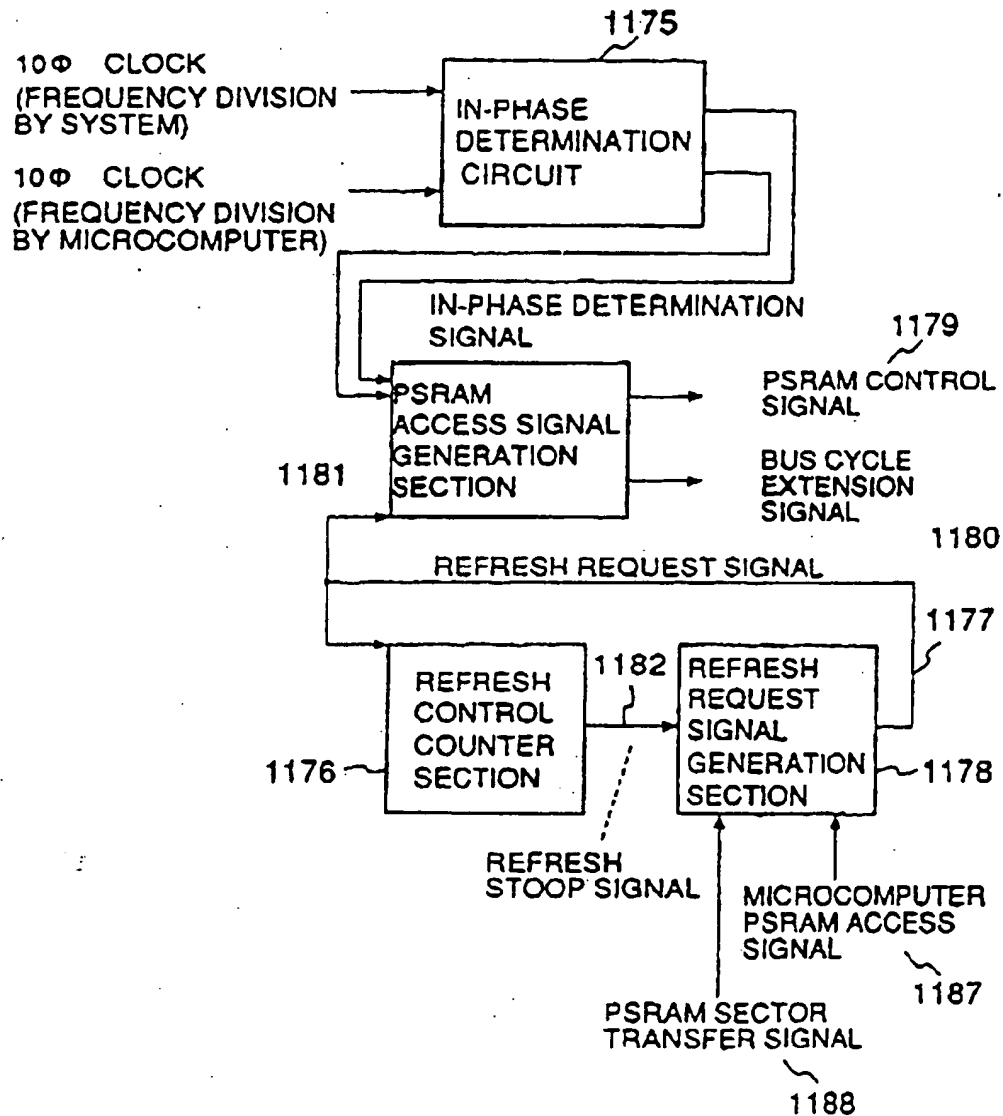 1175
10Φ CLOCK
(FREQUENCY DIVISION
BY SYSTEM)
10Φ CLOCK
(FREQUENCY DIVISION
BY MICROCOMPUTER)
IN-PHASE
DETERMINATION
CIRCUIT
IN-PHASE DETERMINATION
SIGNAL
1179
PSRAM CONTROL
SIGNAL
PSRAM
ACCESS SIGNAL
GENERATION
SECTION
1181
BUS CYCLE
EXTENSION
SIGNAL
1180
REFRESH REQUEST SIGNAL
1177
REFRESH
CONTROL
COUNTER
SECTION
1176
1182
REFRESH
REQUEST
SIGNAL
GENERATION
SECTION
1178
REFRESH
STOOP SIGNAL
MICROCOMPUTER
PSRAM ACCESS
SIGNAL
1187
PSRAM SECTOR
TRANSFER SIGNAL
1188